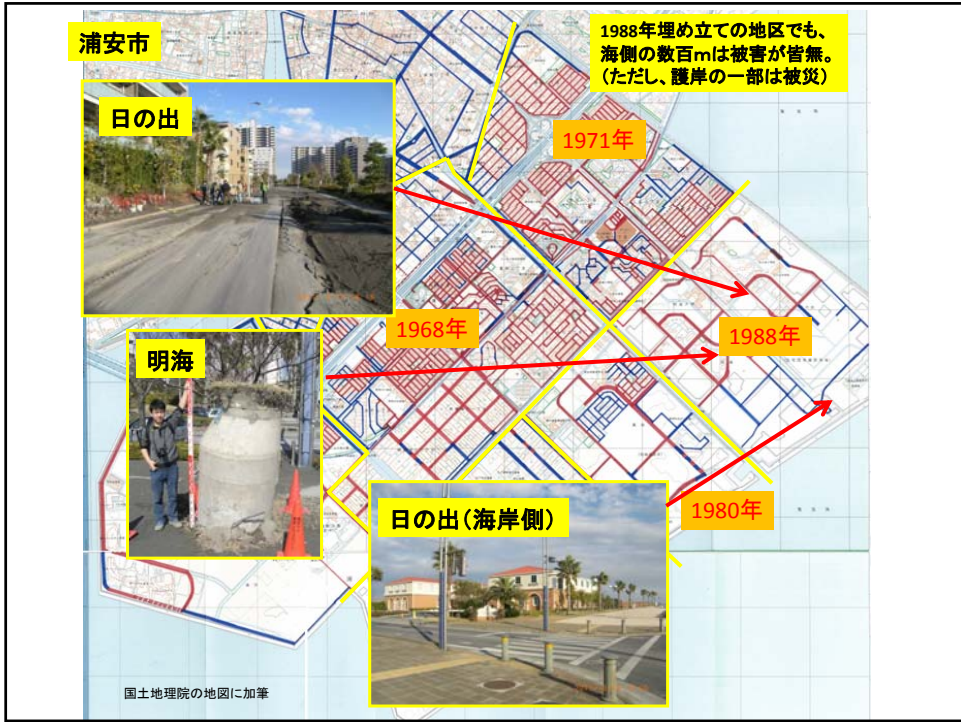 浦安市
1988年埋め立ての地区でも、
海側の数百mは被害が皆無。
（ただし、護岸の一部は被災）
日の出
1971年
1968年
1988年
明海
1980年
日の出（海岸側）
国土地理院の地図に加筆